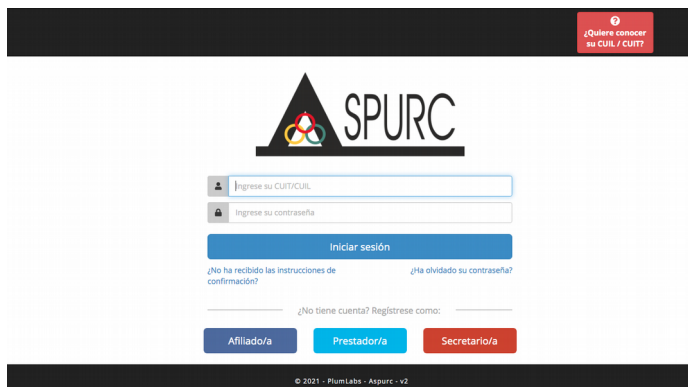 ¿Quiere conocer
su CUIL / CUIT?
ASPURC
Ingrese su CUIT/CUIL
Ingrese su contraseña
Iniciar sesión
¿No ha recibido las instrucciones de
confirmación?
¿Ha olvidado su contraseña?
¿No tiene cuenta? Regístrese como:
Afiliado/a
Prestador/a
Secretario/a
© 2021 - PlumLabs - Aspurc - v2